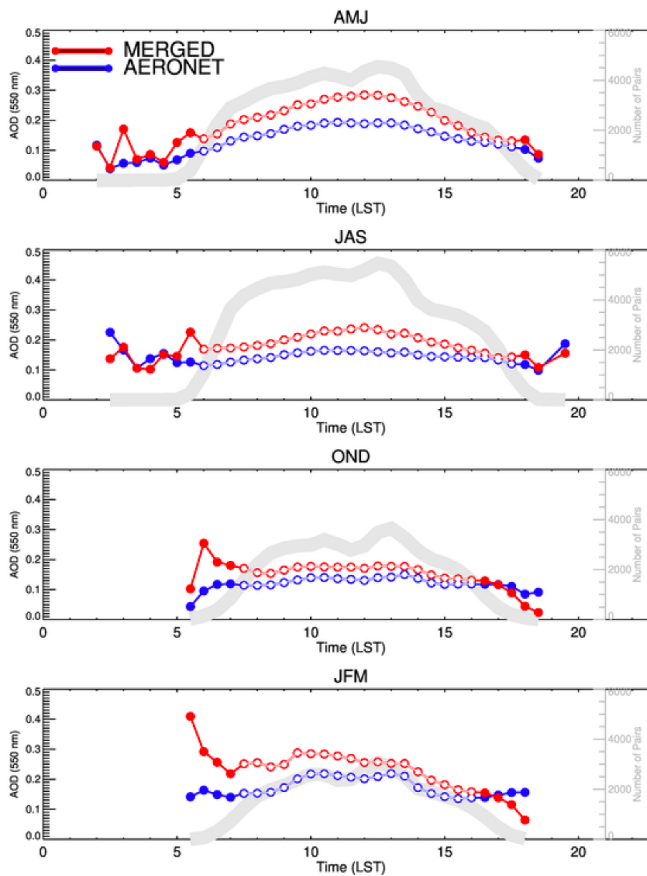 AMJ
MERGED
AERONET
0.5
0.4
0.3
0.2
0.1
0.0
AOD (550 nm)
6000
4000
2000
0
Number of Pairs
0 5 10 15 20
Time (LST)
JAS
0.5
0.4
0.3
0.2
0.1
0.0
AOD (550 nm)
6000
4000
2000
0
Number of Pairs
0 5 10 15 20
Time (LST)
OND
0.5
0.4
0.3
0.2
0.1
0.0
AOD (550 nm)
6000
4000
2000
0
Number of Pairs
0 5 10 15 20
Time (LST)
JFM
0.5
0.4
0.3
0.2
0.1
0.0
AOD (550 nm)
6000
4000
2000
0
Number of Pairs
0 5 10 15 20
Time (LST)